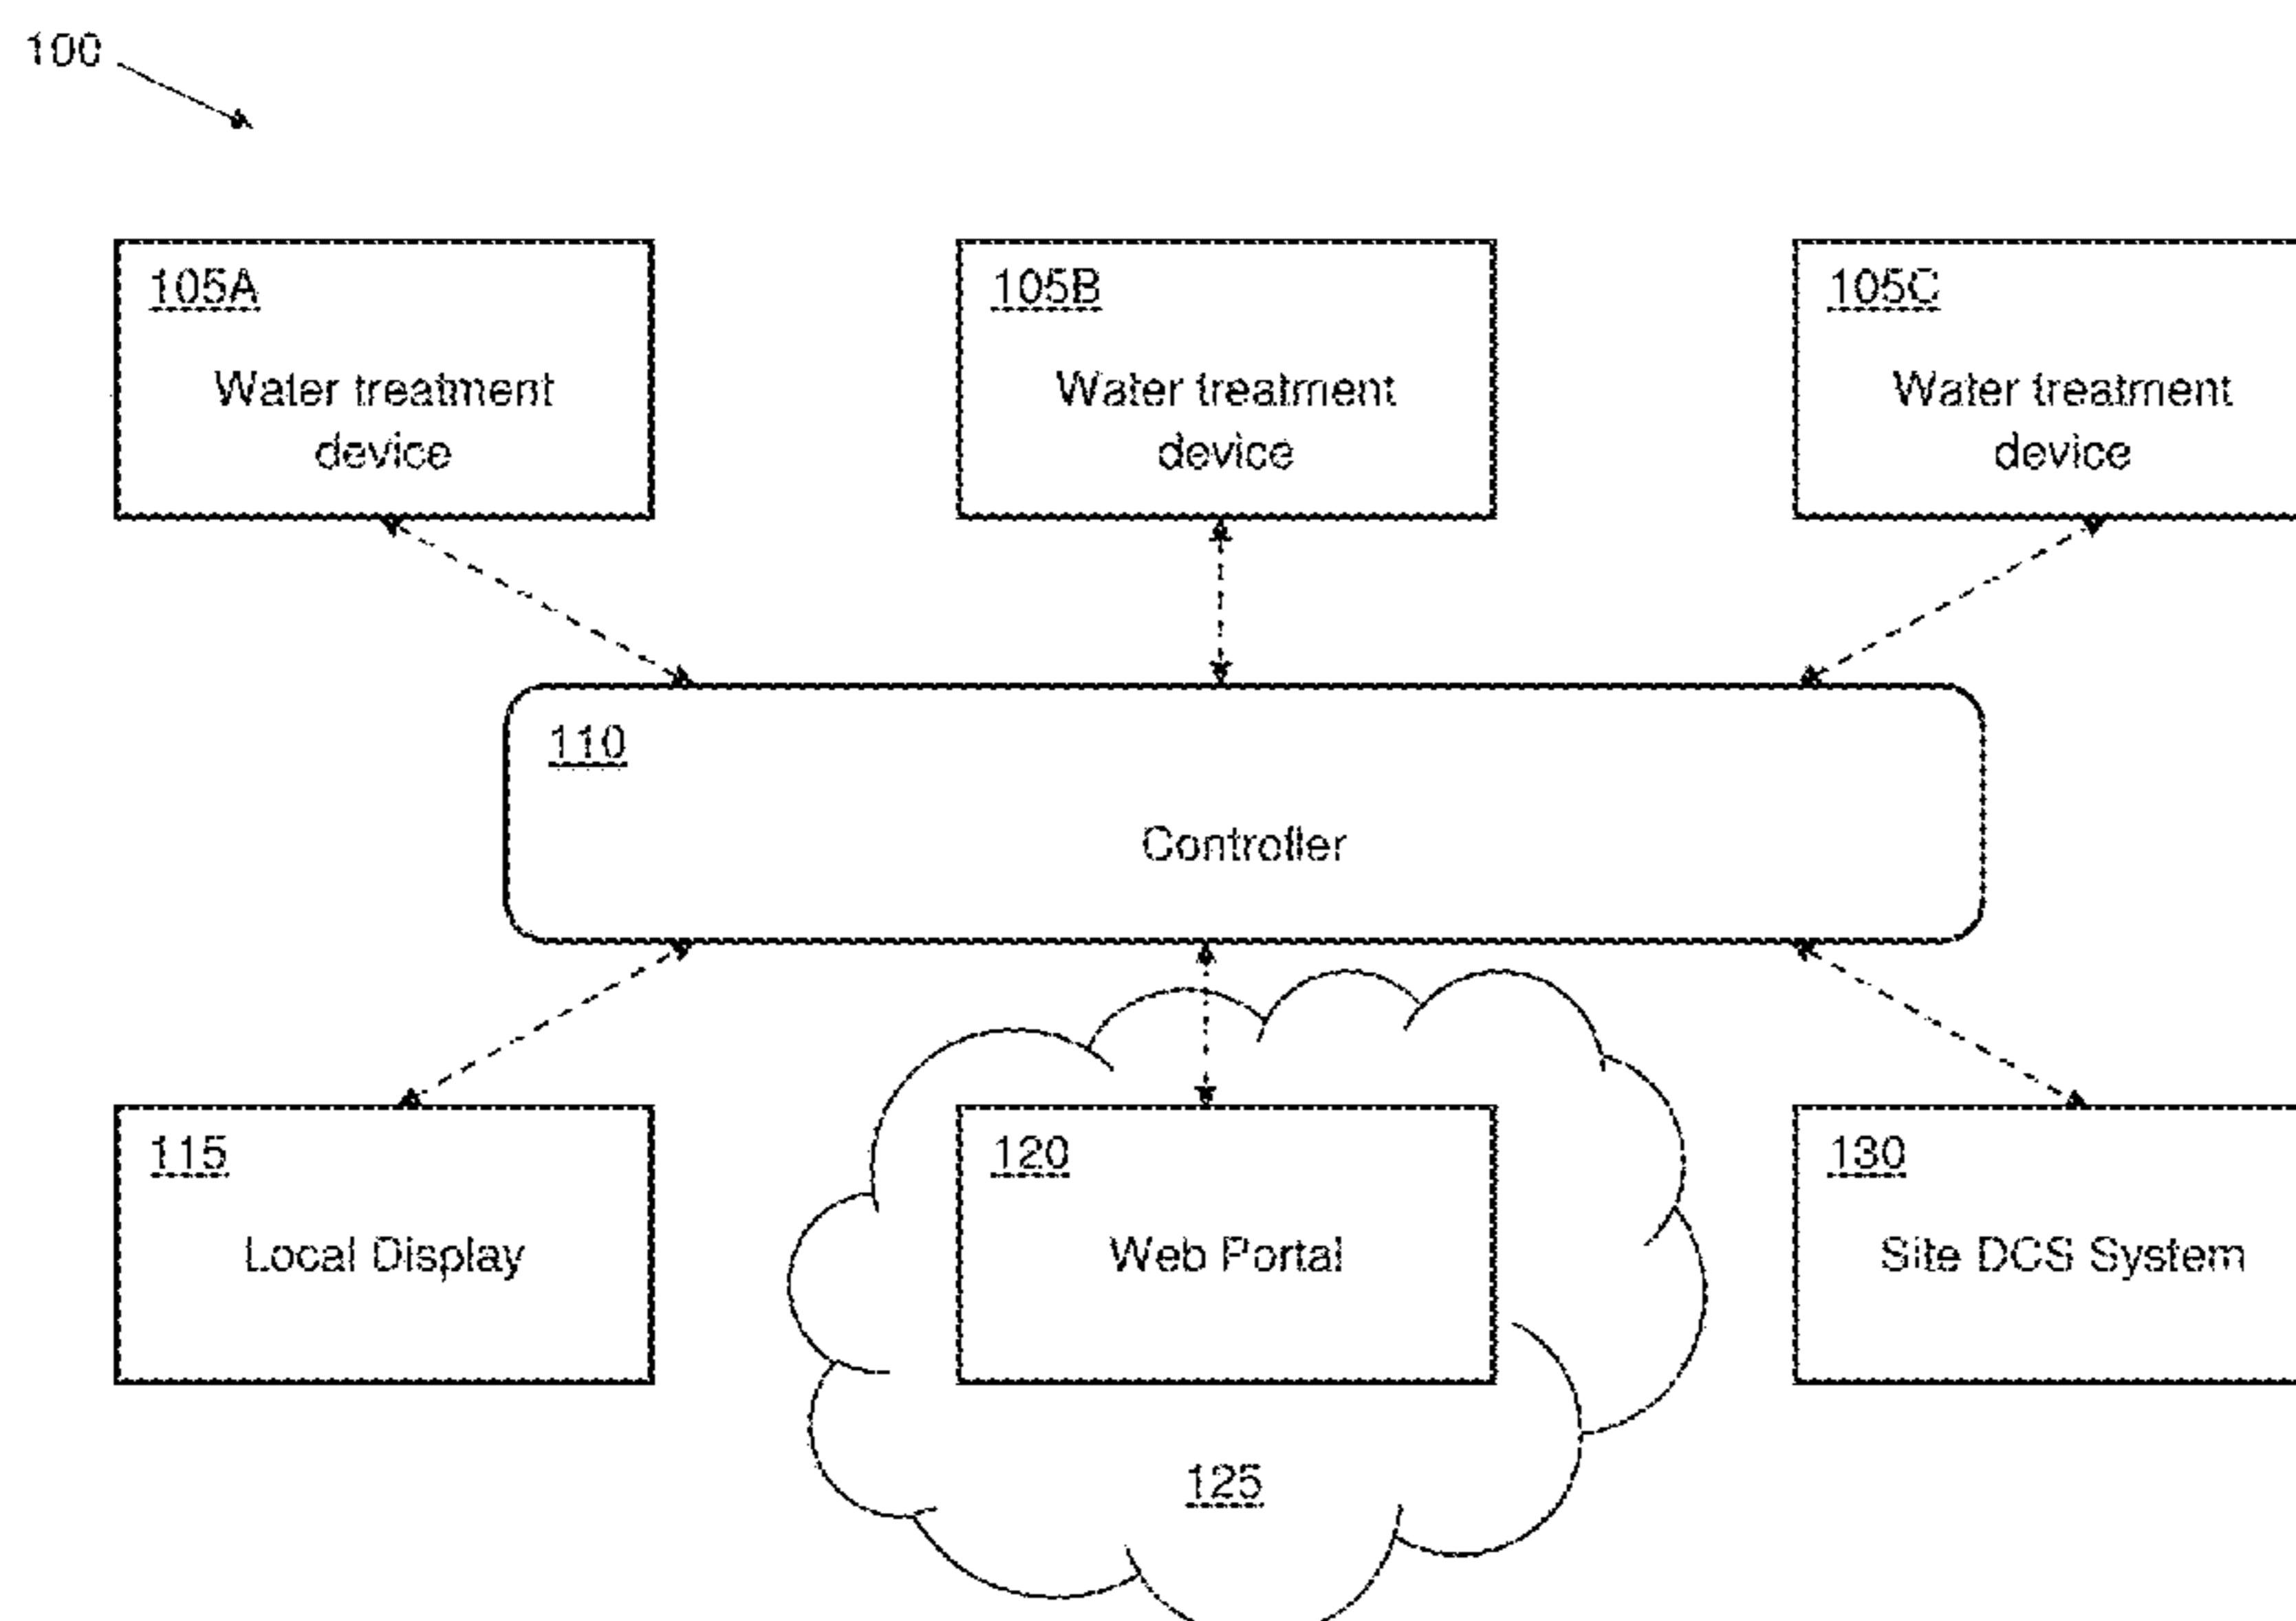 100
105A
Water treatment
device
105B
Water treatment
device
105C
Water treatment
device
110
Controller
115
Local Display
120
Web Portal
130
Site DCS System
125